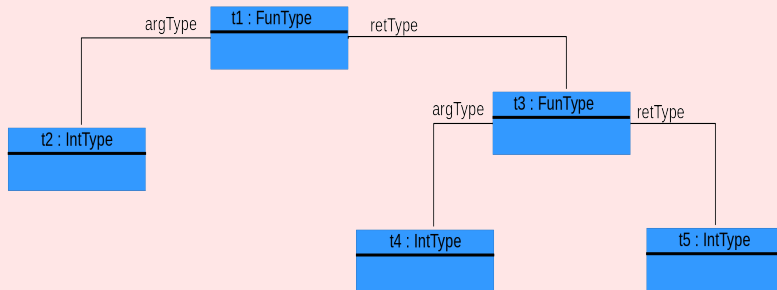 t1 : FunType
argType
retType
t3 : FunType
argType
retType
t2 : IntType
t4 : IntType
t5 : IntType